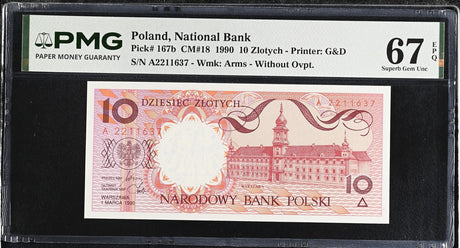 PMG
PAPER MONEY GUARANTY
Poland, National Bank
Pick# 167b CM#18 1990 10 Zlotych - Printer: G&D
S/N A2211637 - Wmk: Arms - Without Ovpt.
67 EPQ
Superb Gem Unc
10 DZIESIĘĆ ZŁOTYCH
A 2211637
A 2211637
WARSZAWA
1 MARCA 1990
10
NARODOWY BANK POLSKI